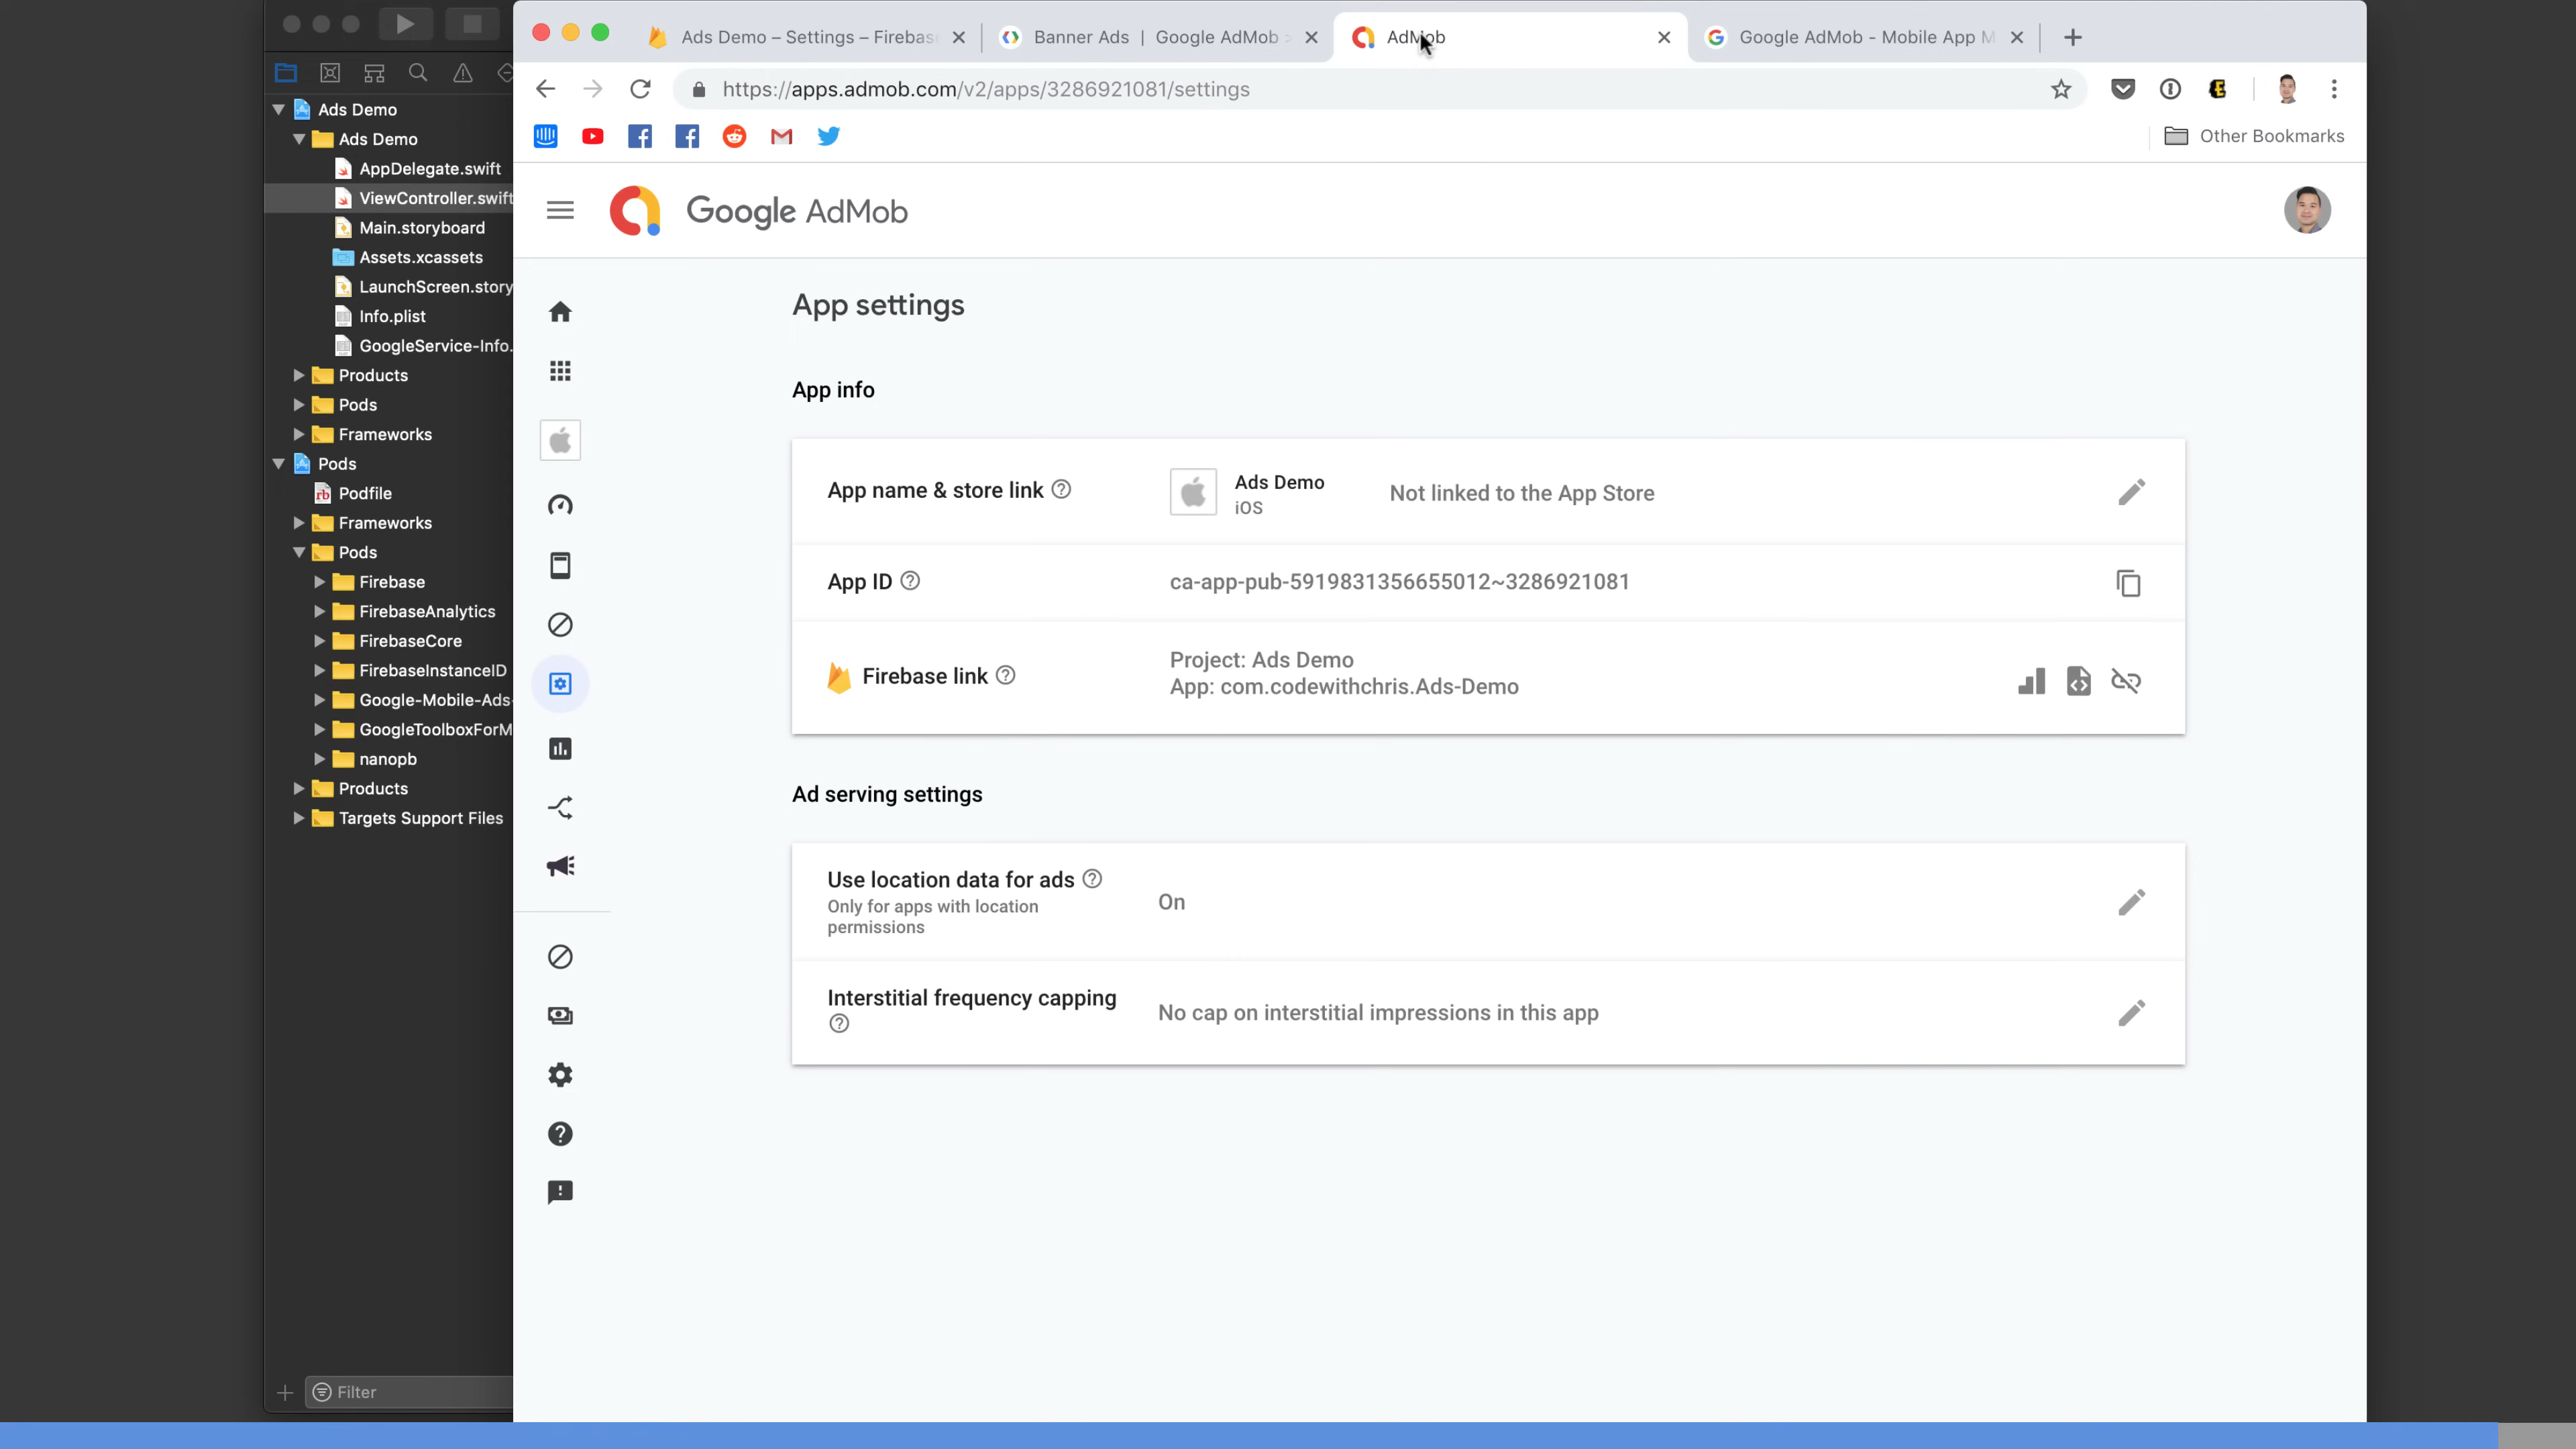 Ads Demo
Ads Demo
AppDelegate.swift
ViewController.swift
Main.storyboard
Assets.xcassets
LaunchScreen.story
Info.plist
GoogleService-Info.
Products
Pods
Frameworks
Pods
Podfile
Frameworks
Pods
Firebase
FirebaseAnalytics
FirebaseCore
FirebaseInstanceID
Google-Mobile-Ads-
GoogleToolboxForM
nanopb
Products
Targets Support Files
Filter
Ads Demo – Settings – Firebase
Banner Ads | Google AdMob >
AdMob
Google AdMob - Mobile App M
https://apps.admob.com/v2/apps/3286921081/settings
Other Bookmarks
Google AdMob
App settings
App info
App name & store link
Ads Demo
iOS
Not linked to the App Store
App ID
ca-app-pub-5919831356655012~3286921081
Firebase link
Project: Ads Demo
App: com.codewithchris.Ads-Demo
Ad serving settings
Use location data for ads
Only for apps with location
permissions
On
Interstitial frequency capping
No cap on interstitial impressions in this app